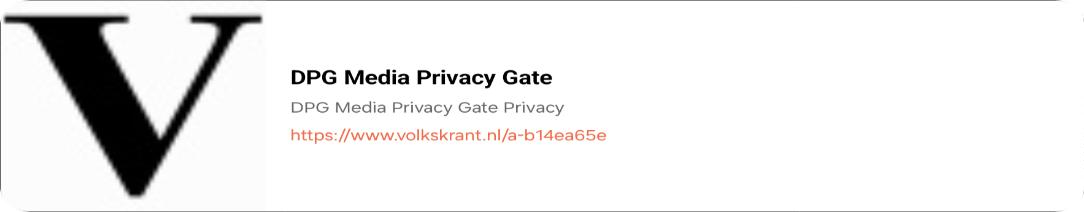 V
DPG Media Privacy Gate
DPG Media Privacy Gate Privacy
https://www.volkskrant.nl/a-b14ea65e